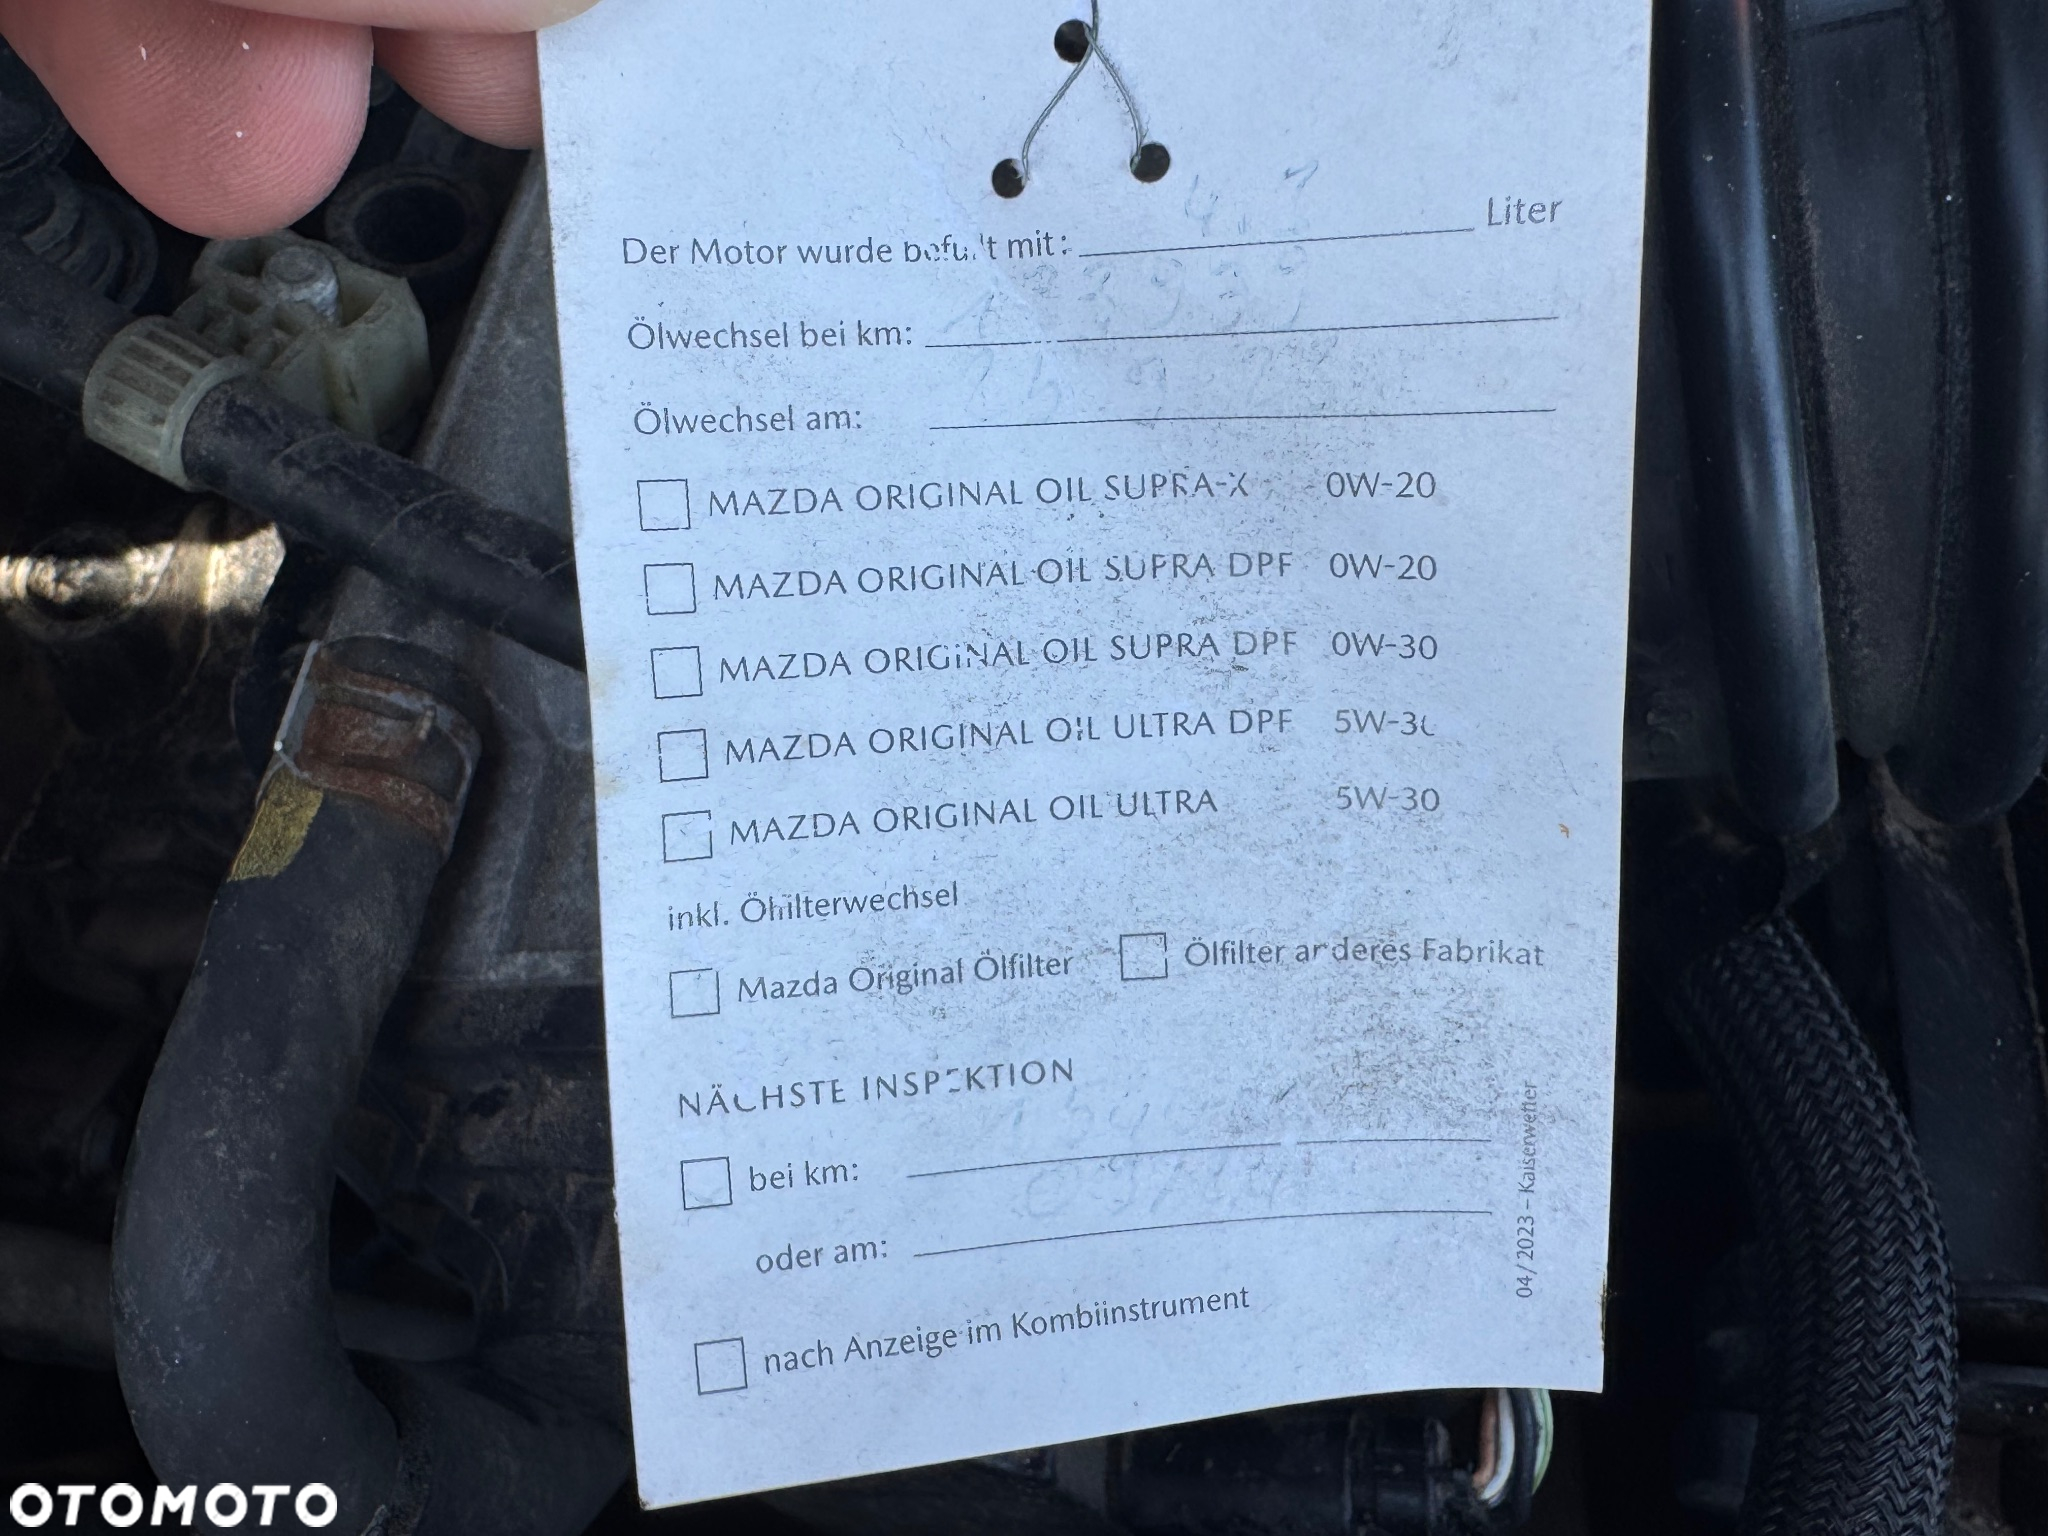 Der Motor wurde befüllt mit: 4,3 Liter
Ölwechsel bei km:
Ölwechsel am:
MAZDA ORIGINAL OIL SUPRA-X 0W-20
MAZDA ORIGINAL OIL SUPRA DPF 0W-20
MAZDA ORIGINAL OIL SUPRA DPF 0W-30
MAZDA ORIGINAL OIL ULTRA DPF 5W-30
MAZDA ORIGINAL OIL ULTRA 5W-30
inkl. Ölfilterwechsel
Mazda Original Ölfilter Ölfilter anderes Fabrikat
NÄCHSTE INSPEKTION
bei km:
oder am:
nach Anzeige im Kombiinstrument
04/2023 – Kaiserwetter
OTOMOTO